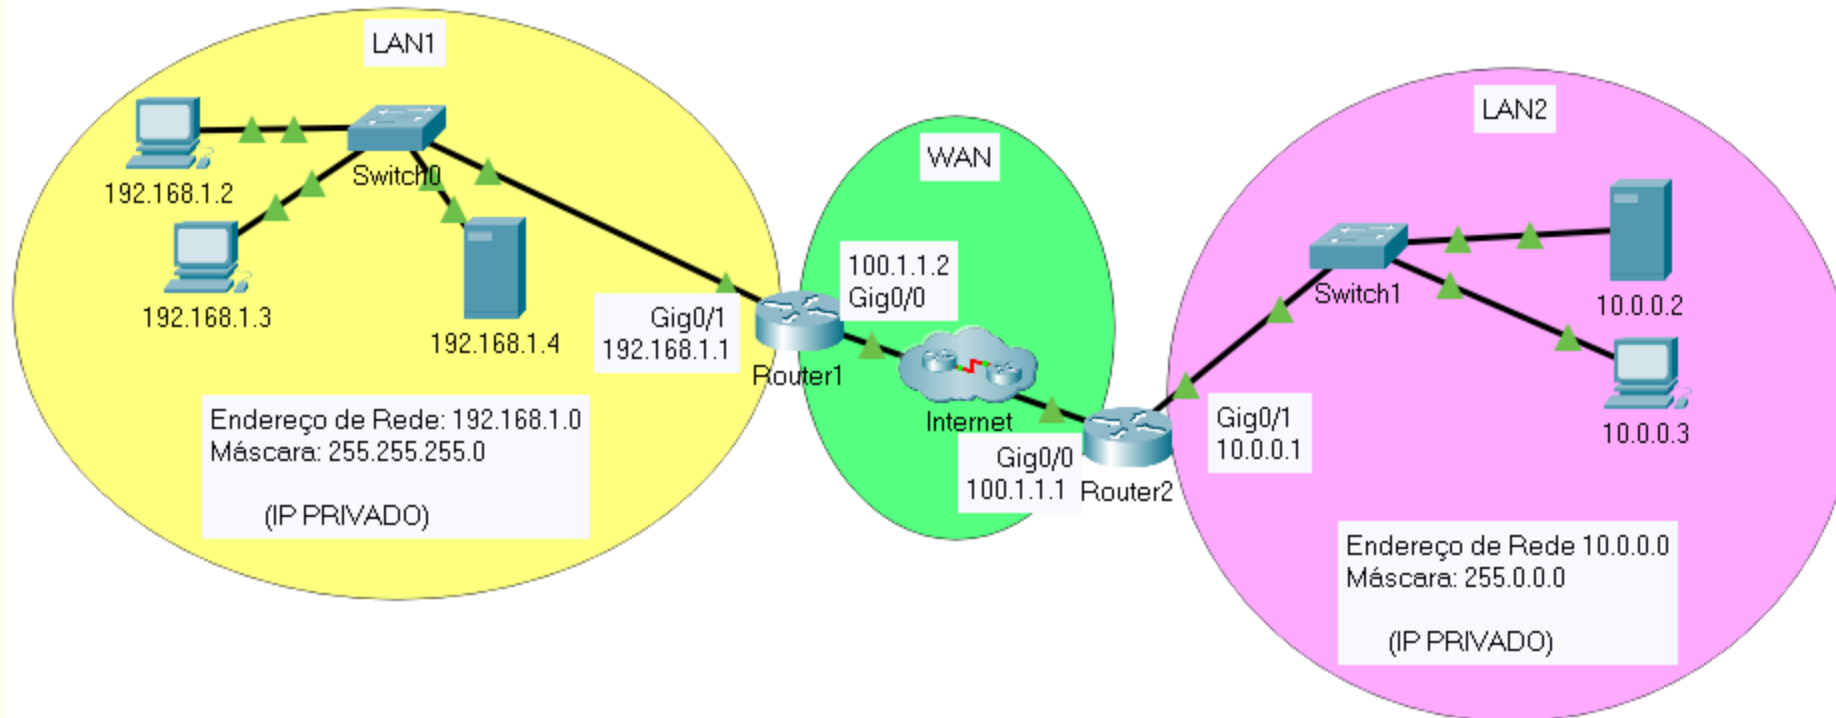 LAN1
192.168.1.2
Switch0
192.168.1.3
192.168.1.4
Gig0/1
192.168.1.1
Router1
Endereço de Rede: 192.168.1.0
Máscara: 255.255.255.0
(IP PRIVADO)
WAN
100.1.1.2
Gig0/0
Internet
Gig0/0
100.1.1.1
Router2
LAN2
Switch1
10.0.0.2
10.0.0.3
Gig0/1
10.0.0.1
Endereço de Rede 10.0.0.0
Máscara: 255.0.0.0
(IP PRIVADO)